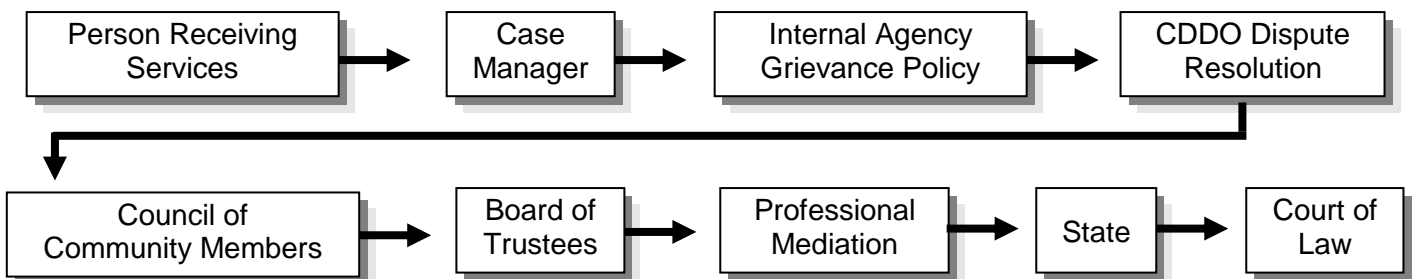 Person Receiving
Services
Case
Manager
Internal Agency
Grievance Policy
CDDO Dispute
Resolution
Council of
Community Members
Board of
Trustees
Professional
Mediation
State
Court of
Law